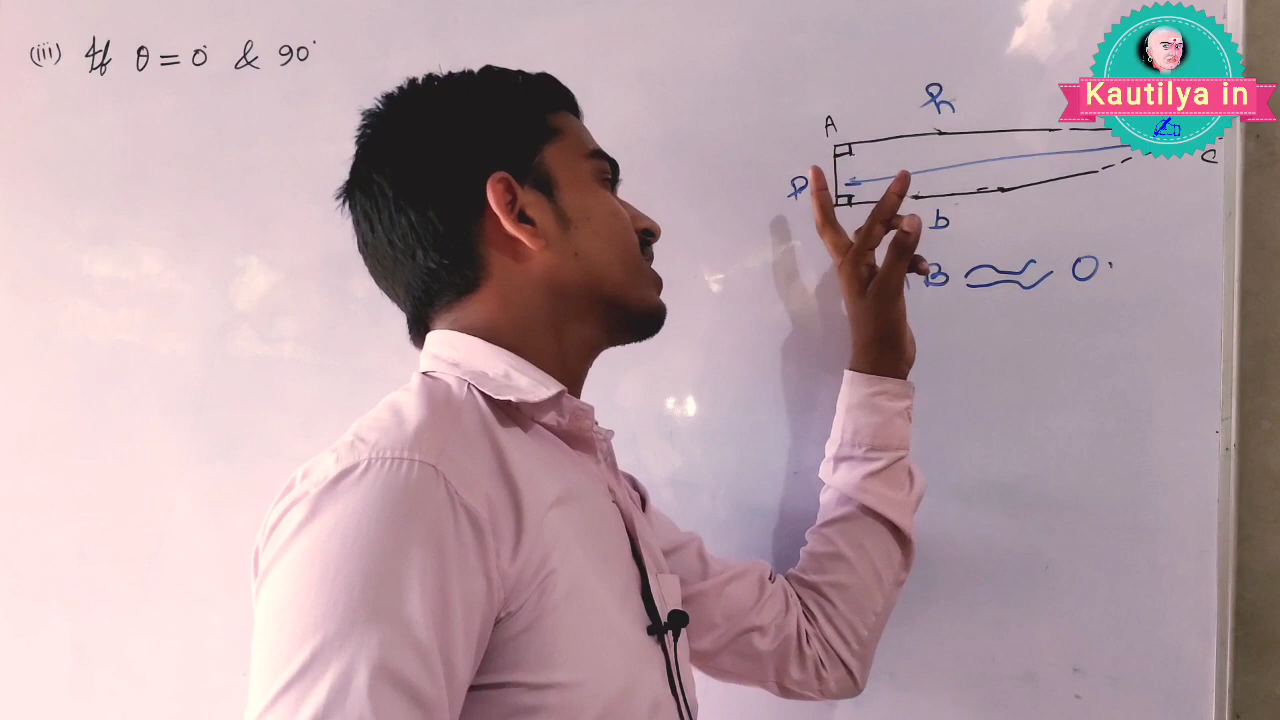 (iii) If θ = 0° & 90°
Kautilya in
h
A
C
P
b
B ≈ 0°